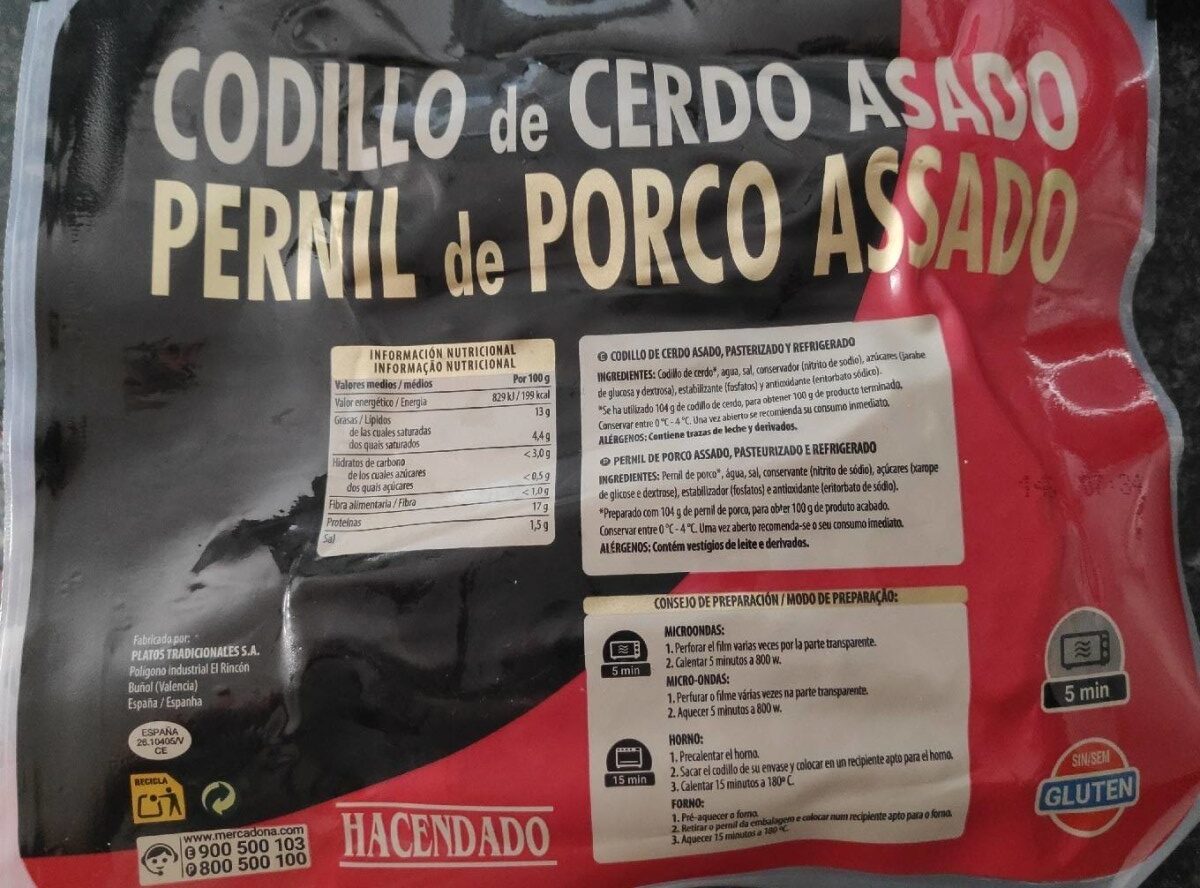 CODILLO de CERDO ASADO
PERNIL de PORCO ASSADO
INFORMACIÓN NUTRICIONAL
INFORMAÇÃO NUTRICIONAL
Valores medios / médios Por 100 g
Valor energético / Energia 829 kJ / 199 kcal
Grasas / Lípidos 13 g
de las cuales saturadas
dos quais saturados 4,4 g
Hidratos de carbono < 3,0 g
de los cuales azúcares
dos quais açúcares < 0,5 g
Fibra alimentaria / Fibra < 1,0 g
Proteínas 17 g
Sal 1,5 g
E CODILLO DE CERDO ASADO, PASTERIZADO Y REFRIGERADO
INGREDIENTES: Codillo de cerdo*, agua, sal, conservador (nitrito de sodio), azúcares (jarabe
de glucosa y dextrosa), estabilizante (fosfatos) y antioxidante (eritorbato sódico).
*Se ha utilizado 104 g de codillo de cerdo, para obtener 100 g de producto terminado.
Conservar entre 0 °C - 4 °C. Una vez abierto se recomienda su consumo inmediato.
ALÉRGENOS: Contiene trazas de leche y derivados.
P PERNIL DE PORCO ASSADO, PASTEURIZADO E REFRIGERADO
INGREDIENTES: Pernil de porco*, água, sal, conservante (nitrito de sódio), açúcares (xarope
de glicose e dextrose), estabilizador (fosfatos) e antioxidante (eritorbato de sódio).
*Preparado com 104 g de pernil de porco, para obter 100 g de produto acabado.
Conservar entre 0 °C - 4 °C. Uma vez aberto recomenda-se o seu consumo imediato.
ALÉRGENOS: Contém vestígios de leite e derivados.
CONSEJO DE PREPARACIÓN / MODO DE PREPARAÇÃO:
MICROONDAS:
1. Perforar el film varias veces por la parte transparente.
2. Calentar 5 minutos a 800 w.
5 min
MICRO-ONDAS:
1. Perfurar o filme várias vezes na parte transparente.
2. Aquecer 5 minutos a 800 w.
HORNO:
1. Precalentar el horno.
2. Sacar el codillo de su envase y colocar en un recipiente apto para el horno.
3. Calentar 15 minutos a 180º C.
15 min
FORNO:
1. Pré-aquecer o forno.
2. Retirar o pernil da embalagem e colocar num recipiente apto para o forno.
3. Aquecer 15 minutos a 180 ºC.
5 min
SIN/SEM
GLUTEN
Fabricado por:
PLATOS TRADICIONALES S.A.
Polígono industrial El Rincón
Buñol (Valencia)
España / Espanha
ESPAÑA
26.10405/V
CE
RECICLA
www.mercadona.com
E 900 500 103
P 800 500 100
HACENDADO